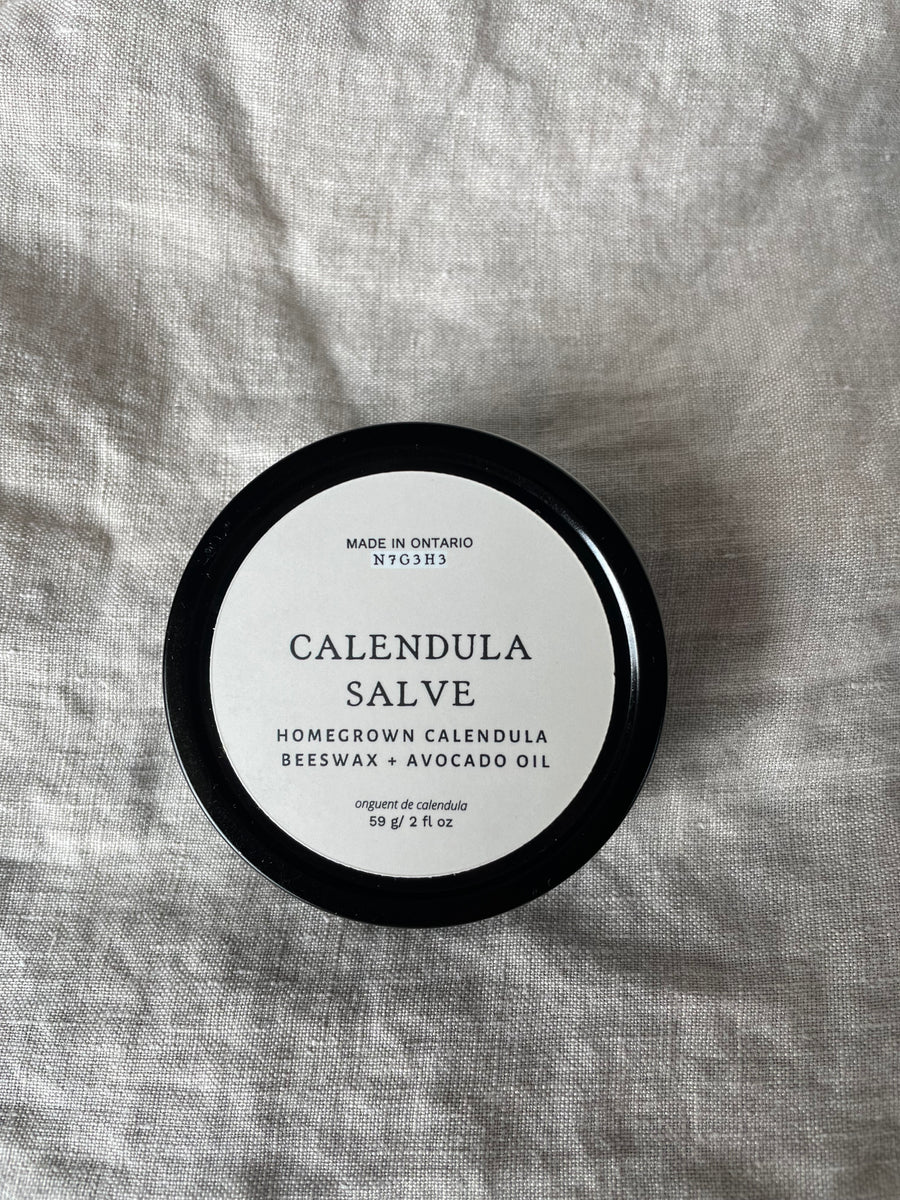 MADE IN ONTARIO
N7G3H3
CALENDULA
SALVE
HOMEGROWN CALENDULA
BEESWAX + AVOCADO OIL
onguent de calendula
59 g/ 2 fl oz